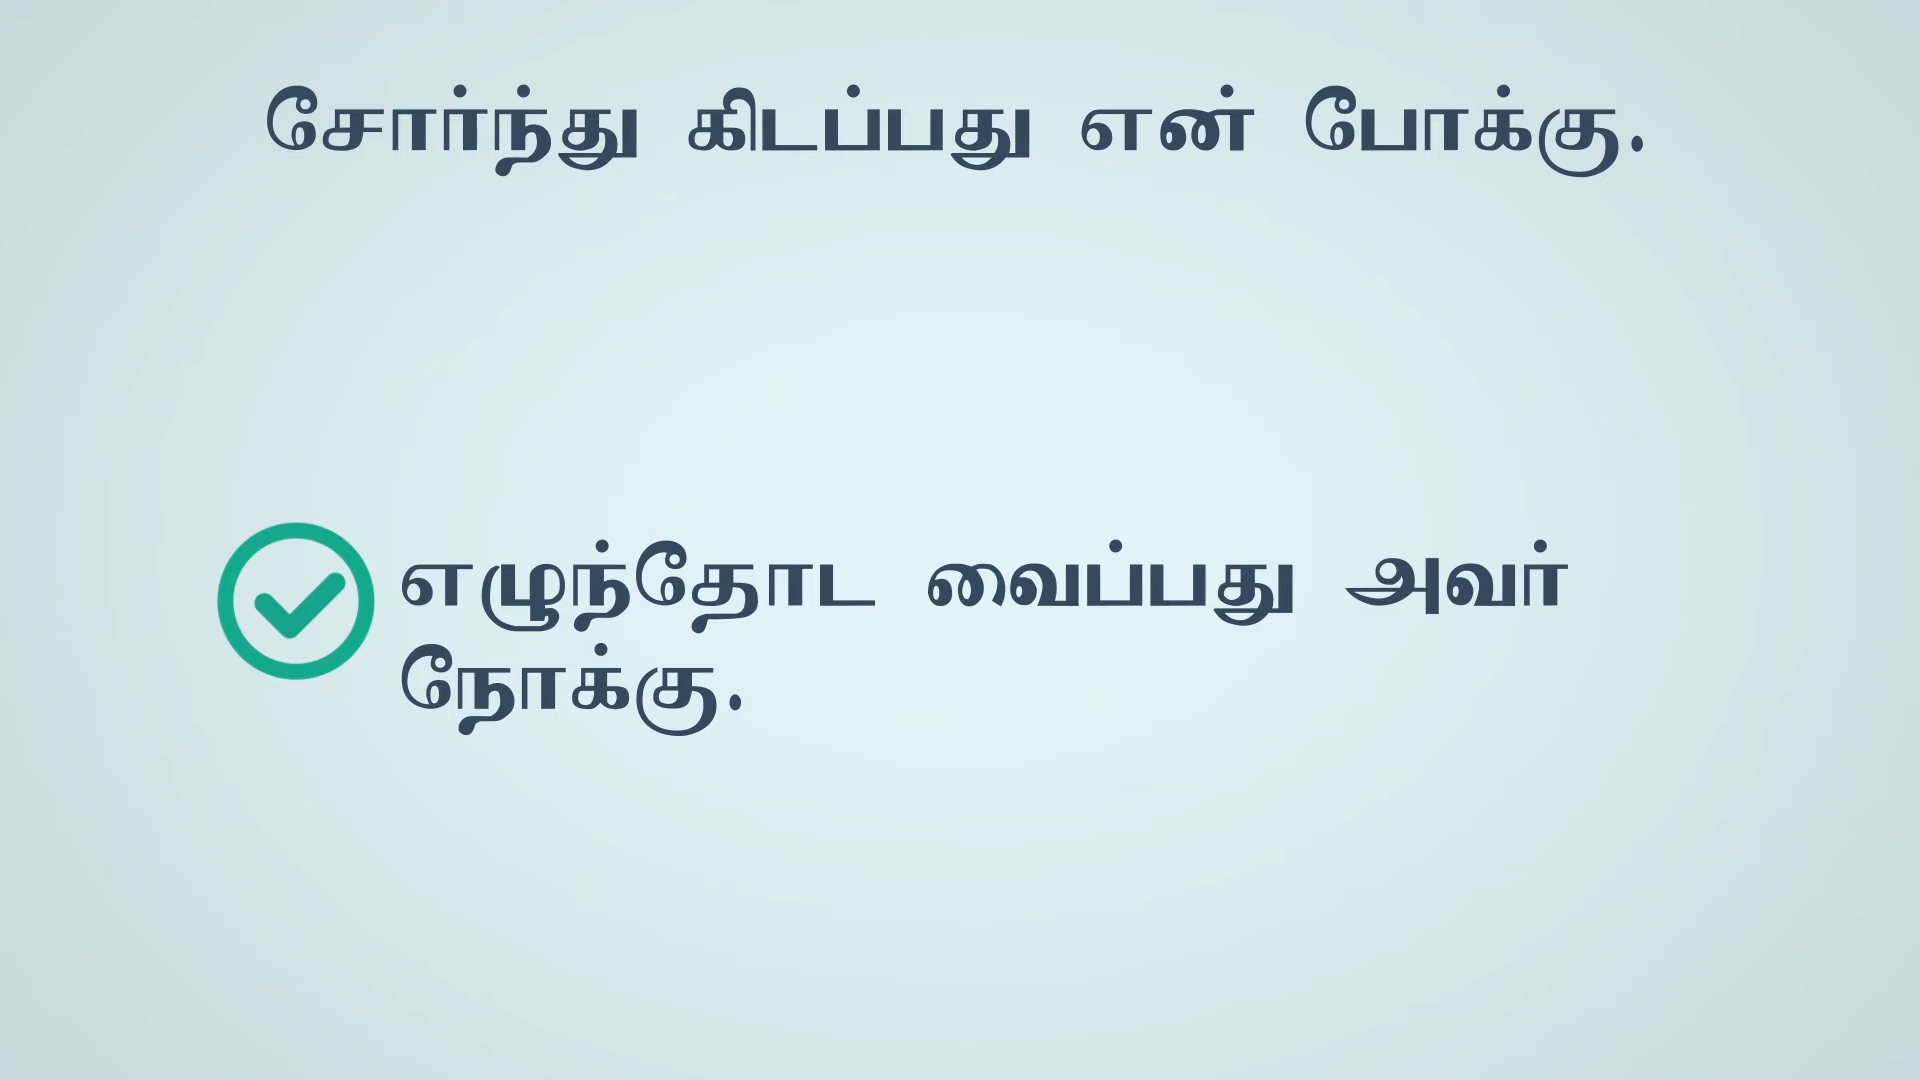 சோர்ந்து கிடப்பது என் போக்கு.
எழுந்தோட வைப்பது அவர்
நோக்கு.